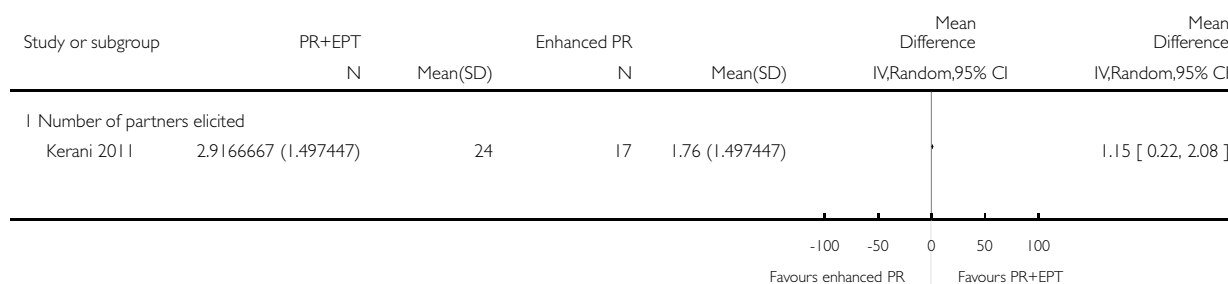 Mean Mean
Study or subgroup PR+EPT Enhanced PR Difference Difference
N Mean(SD) N Mean(SD) IV,Random,95% CI IV,Random,95% CI
1 Number of partners elicited
Kerani 2011 2.9166667 (1.497447) 24 17 1.76 (1.497447) 1.15 [ 0.22, 2.08 ]
-100 -50 0 50 100
Favours enhanced PR Favours PR+EPT